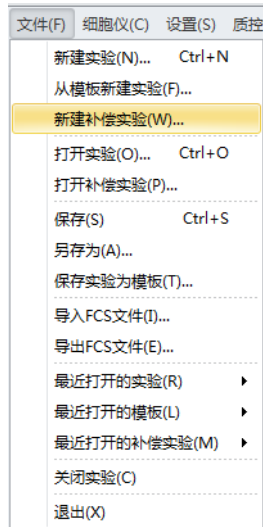 文件(F) 细胞仪(C) 设置(S) 质控
新建实验(N)... Ctrl+N
从模板新建实验(F)...
新建补偿实验(W)...
打开实验(O)... Ctrl+O
打开补偿实验(P)...
保存(S) Ctrl+S
另存为(A)...
保存实验为模板(T)...
导入FCS文件(I)...
导出FCS文件(E)...
最近打开的实验(R)
最近打开的模板(L)
最近打开的补偿实验(M)
关闭实验(C)
退出(X)